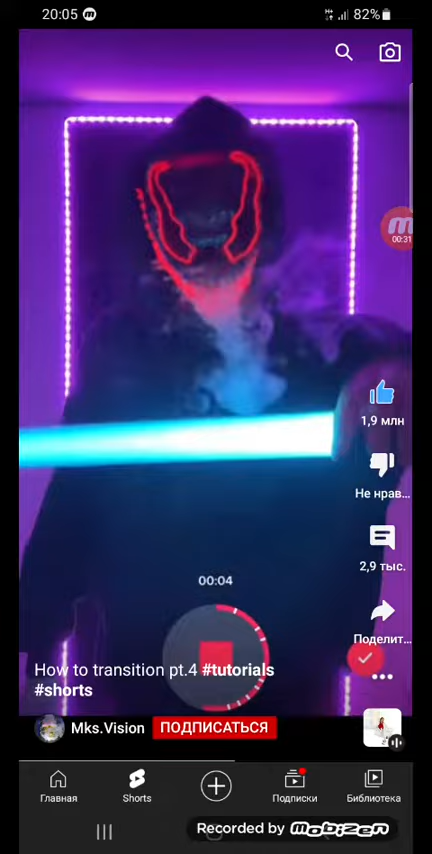 20:05
82%
00:31
1,9 млн
Не нрав...
2,9 тыс.
00:04
Поделит...
How to transition pt.4 #tutorials
#shorts
Mks.Vision ПОДПИСАТЬСЯ
Главная Shorts Подписки Библиотека
Recorded by mobizen